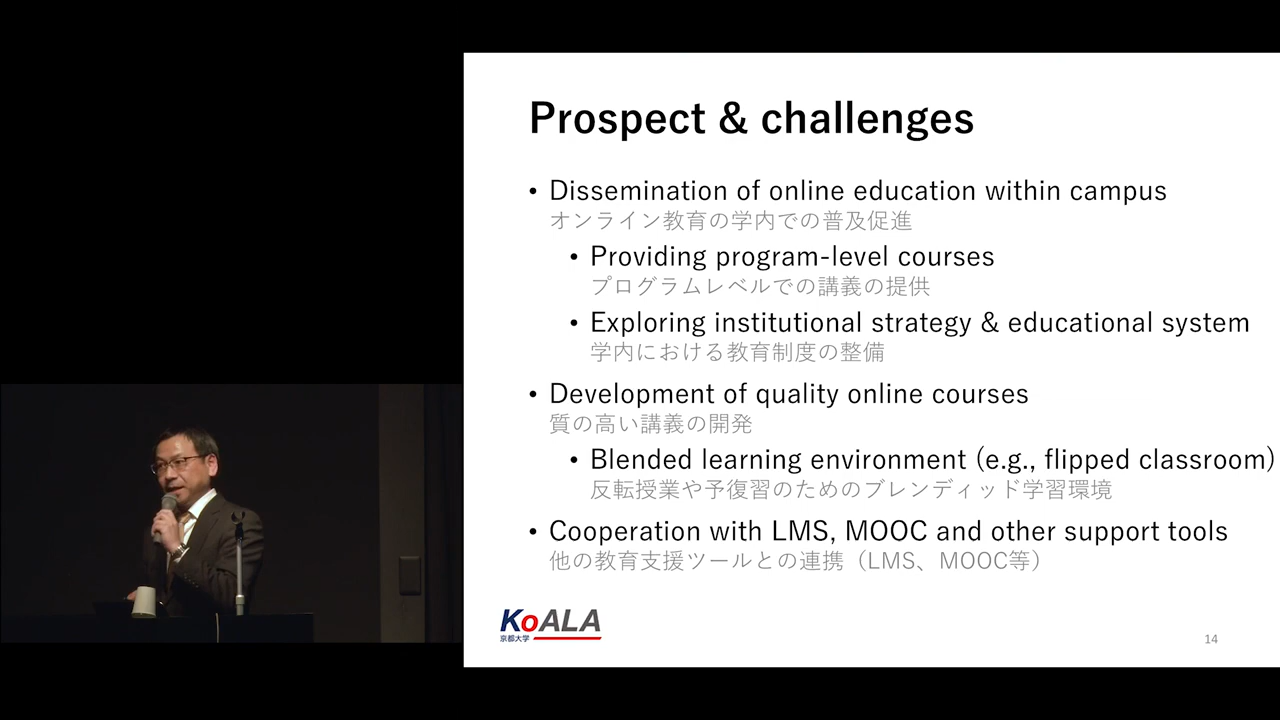 Prospect & challenges
• Dissemination of online education within campus
オンライン教育の学内での普及促進
• Providing program-level courses
プログラムレベルでの講義の提供
• Exploring institutional strategy & educational system
学内における教育制度の整備
• Development of quality online courses
質の高い講義の開発
• Blended learning environment (e.g., flipped classroom)
反転授業や予復習のためのブレンディッド学習環境
• Cooperation with LMS, MOOC and other support tools
他の教育支援ツールとの連携（LMS、MOOC等）
KoALA
京都大学
14